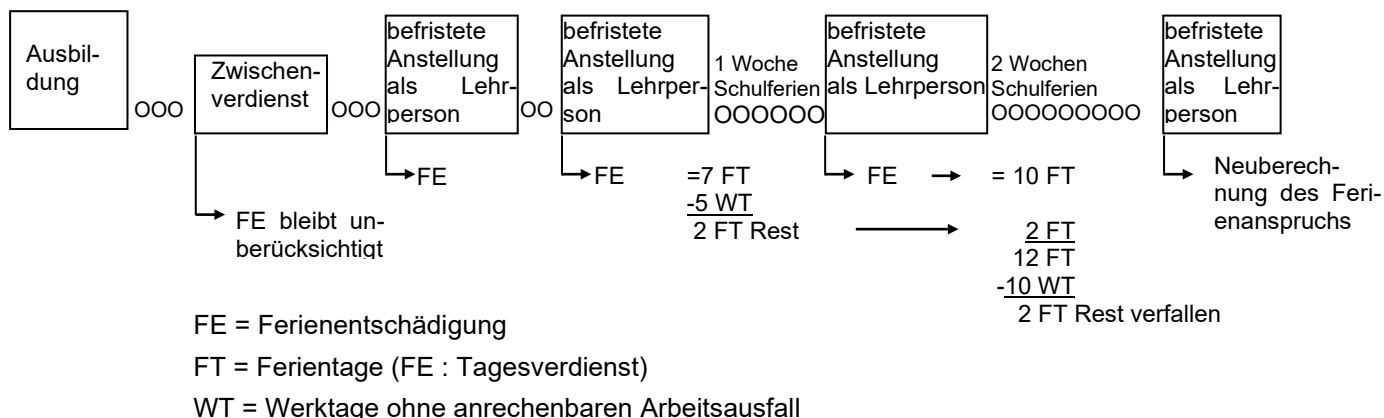 Ausbil-
dung
OOO
Zwischen-
verdienst
OOO
befristete
Anstellung
als Lehr-
person
OO
befristete
Anstellung
als Lehrper-
son
1 Woche
Schulferien
OOOOOO
befristete
Anstellung
als Lehrperson
2 Wochen
Schulferien
OOOOOOOOO
befristete
Anstellung
als Lehr-
person
FE bleibt un-
berücksichtigt
FE
FE
=7 FT
-5 WT
2 FT Rest
FE
= 10 FT
2 FT
12 FT
-10 WT
2 FT Rest verfallen
Neuberech-
nung des Feri-
enanspruchs
FE = Ferienentschädigung
FT = Ferientage (FE : Tagesverdienst)
WT = Werktage ohne anrechenbaren Arbeitsausfall